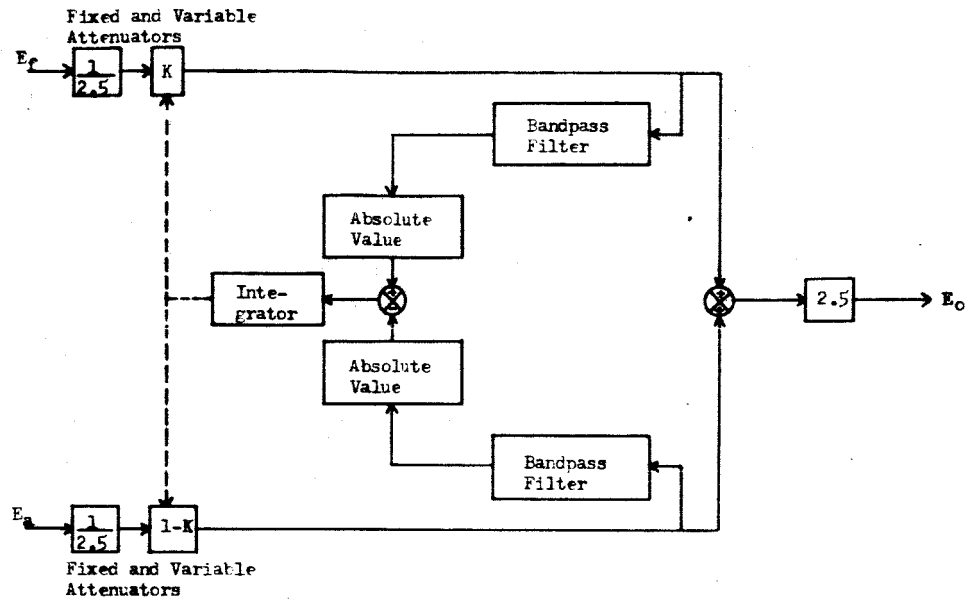 Fixed and Variable
Attenuators
E_f
1
2.5
K
Bandpass
Filter
Absolute
Value
Inte-
grator
+
-
+
+
2.5
E_o
Absolute
Value
Bandpass
Filter
E_a
1
2.5
1-K
Fixed and Variable
Attenuators